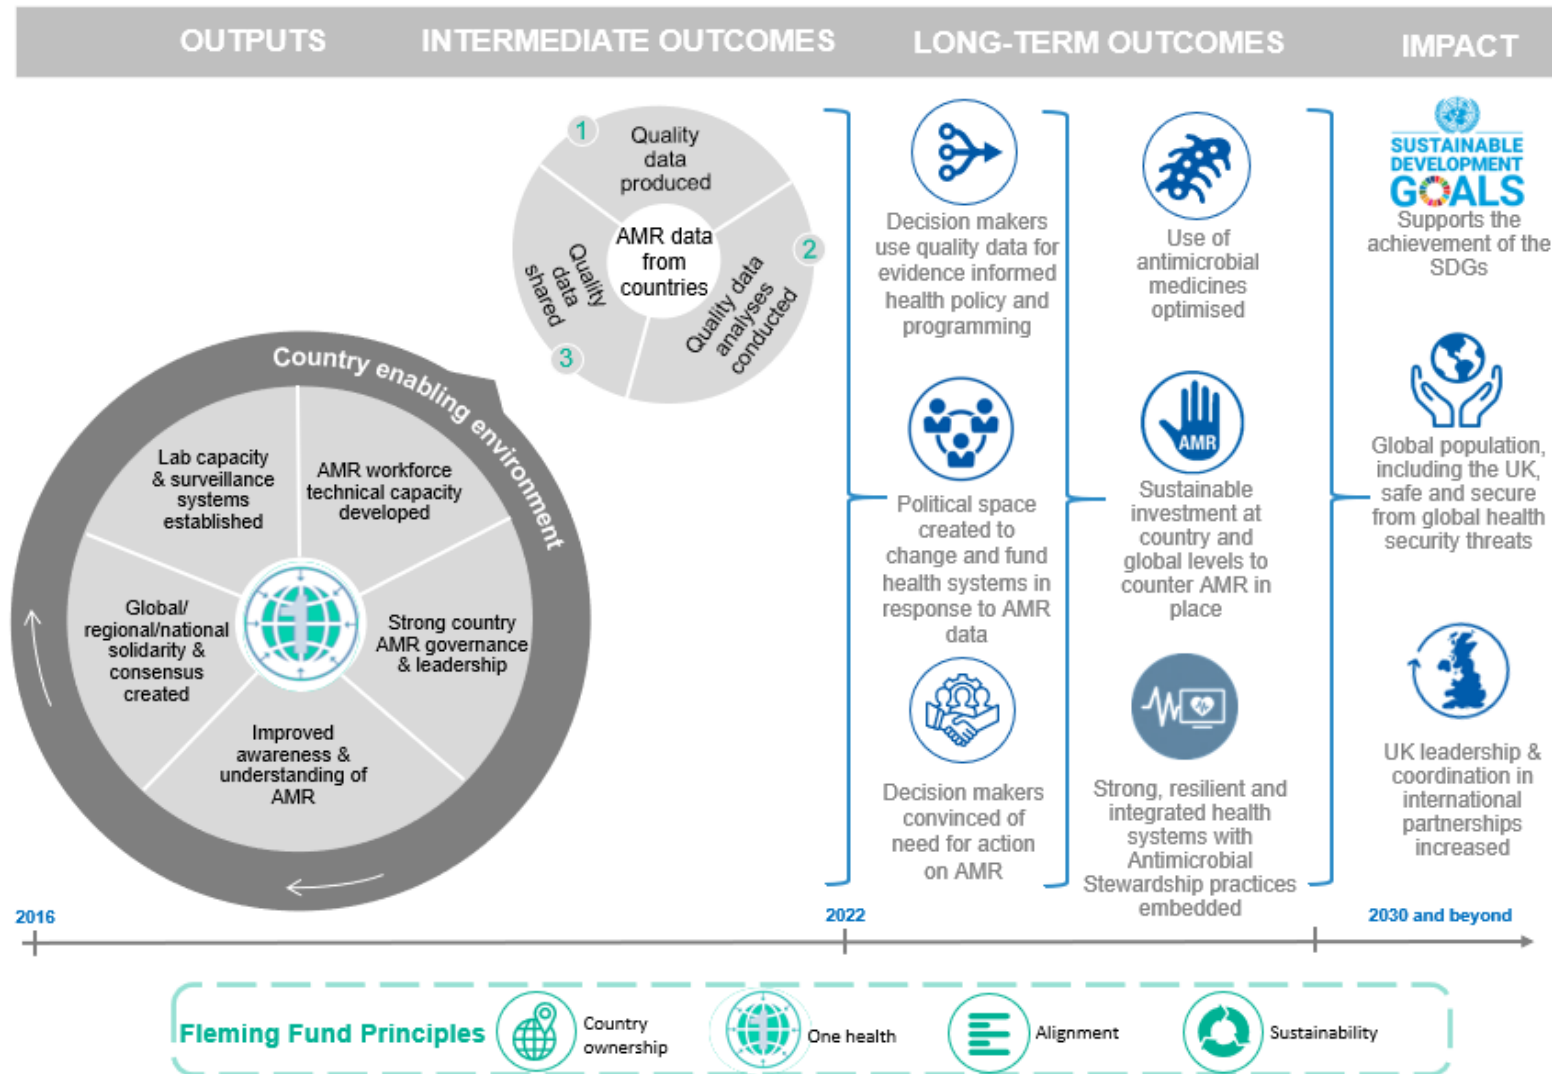 OUTPUTS
INTERMEDIATE OUTCOMES
LONG-TERM OUTCOMES
IMPACT
Country enabling environment
Lab capacity
& surveillance
systems
established
AMR workforce
technical capacity
developed
Strong country
AMR governance
& leadership
Improved
awareness &
understanding of
AMR
Global/
regional/national
solidarity &
consensus
created
1
Quality
data
produced
2
Quality data
analyses
conducted
3
Quality
data
shared
AMR data
from
countries
Decision makers
use quality data for
evidence informed
health policy and
programming
Political space
created to
change and fund
health systems in
response to AMR
data
Decision makers
convinced of
need for action
on AMR
Use of
antimicrobial
medicines
optimised
AMR
Sustainable
investment at
country and
global levels to
counter AMR in
place
Strong, resilient and
integrated health
systems with
Antimicrobial
Stewardship practices
embedded
SUSTAINABLE
DEVELOPMENT
GOALS
Supports the
achievement of the
SDGs
Global population,
including the UK,
safe and secure
from global health
security threats
UK leadership &
coordination in
international
partnerships
increased
2016
2022
2030 and beyond
Fleming Fund Principles
Country
ownership
One health
Alignment
Sustainability